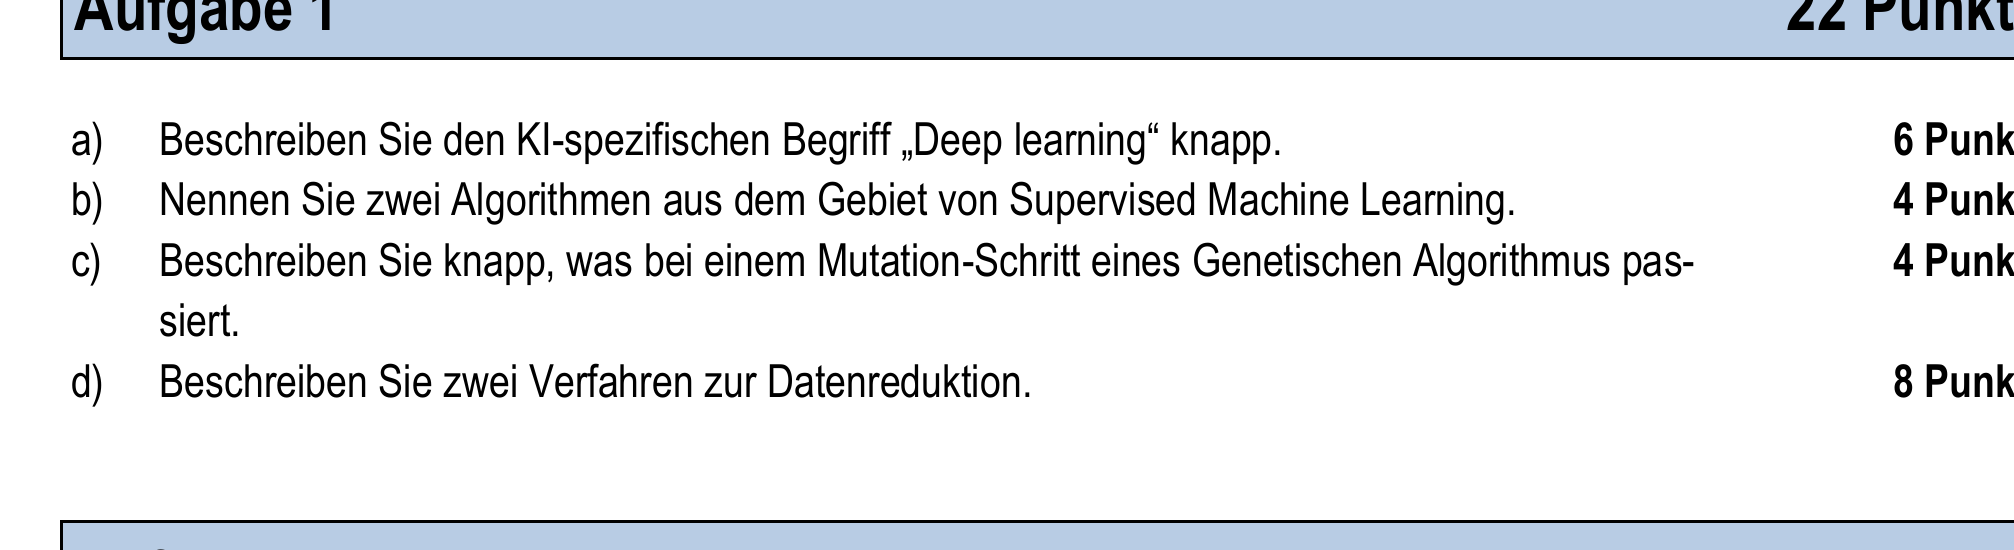 Aufgabe 1 22 Punkt
a) Beschreiben Sie den KI-spezifischen Begriff „Deep learning“ knapp. 6 Punk
b) Nennen Sie zwei Algorithmen aus dem Gebiet von Supervised Machine Learning. 4 Punk
c) Beschreiben Sie knapp, was bei einem Mutation-Schritt eines Genetischen Algorithmus pas- 4 Punk
siert.
d) Beschreiben Sie zwei Verfahren zur Datenreduktion. 8 Punk